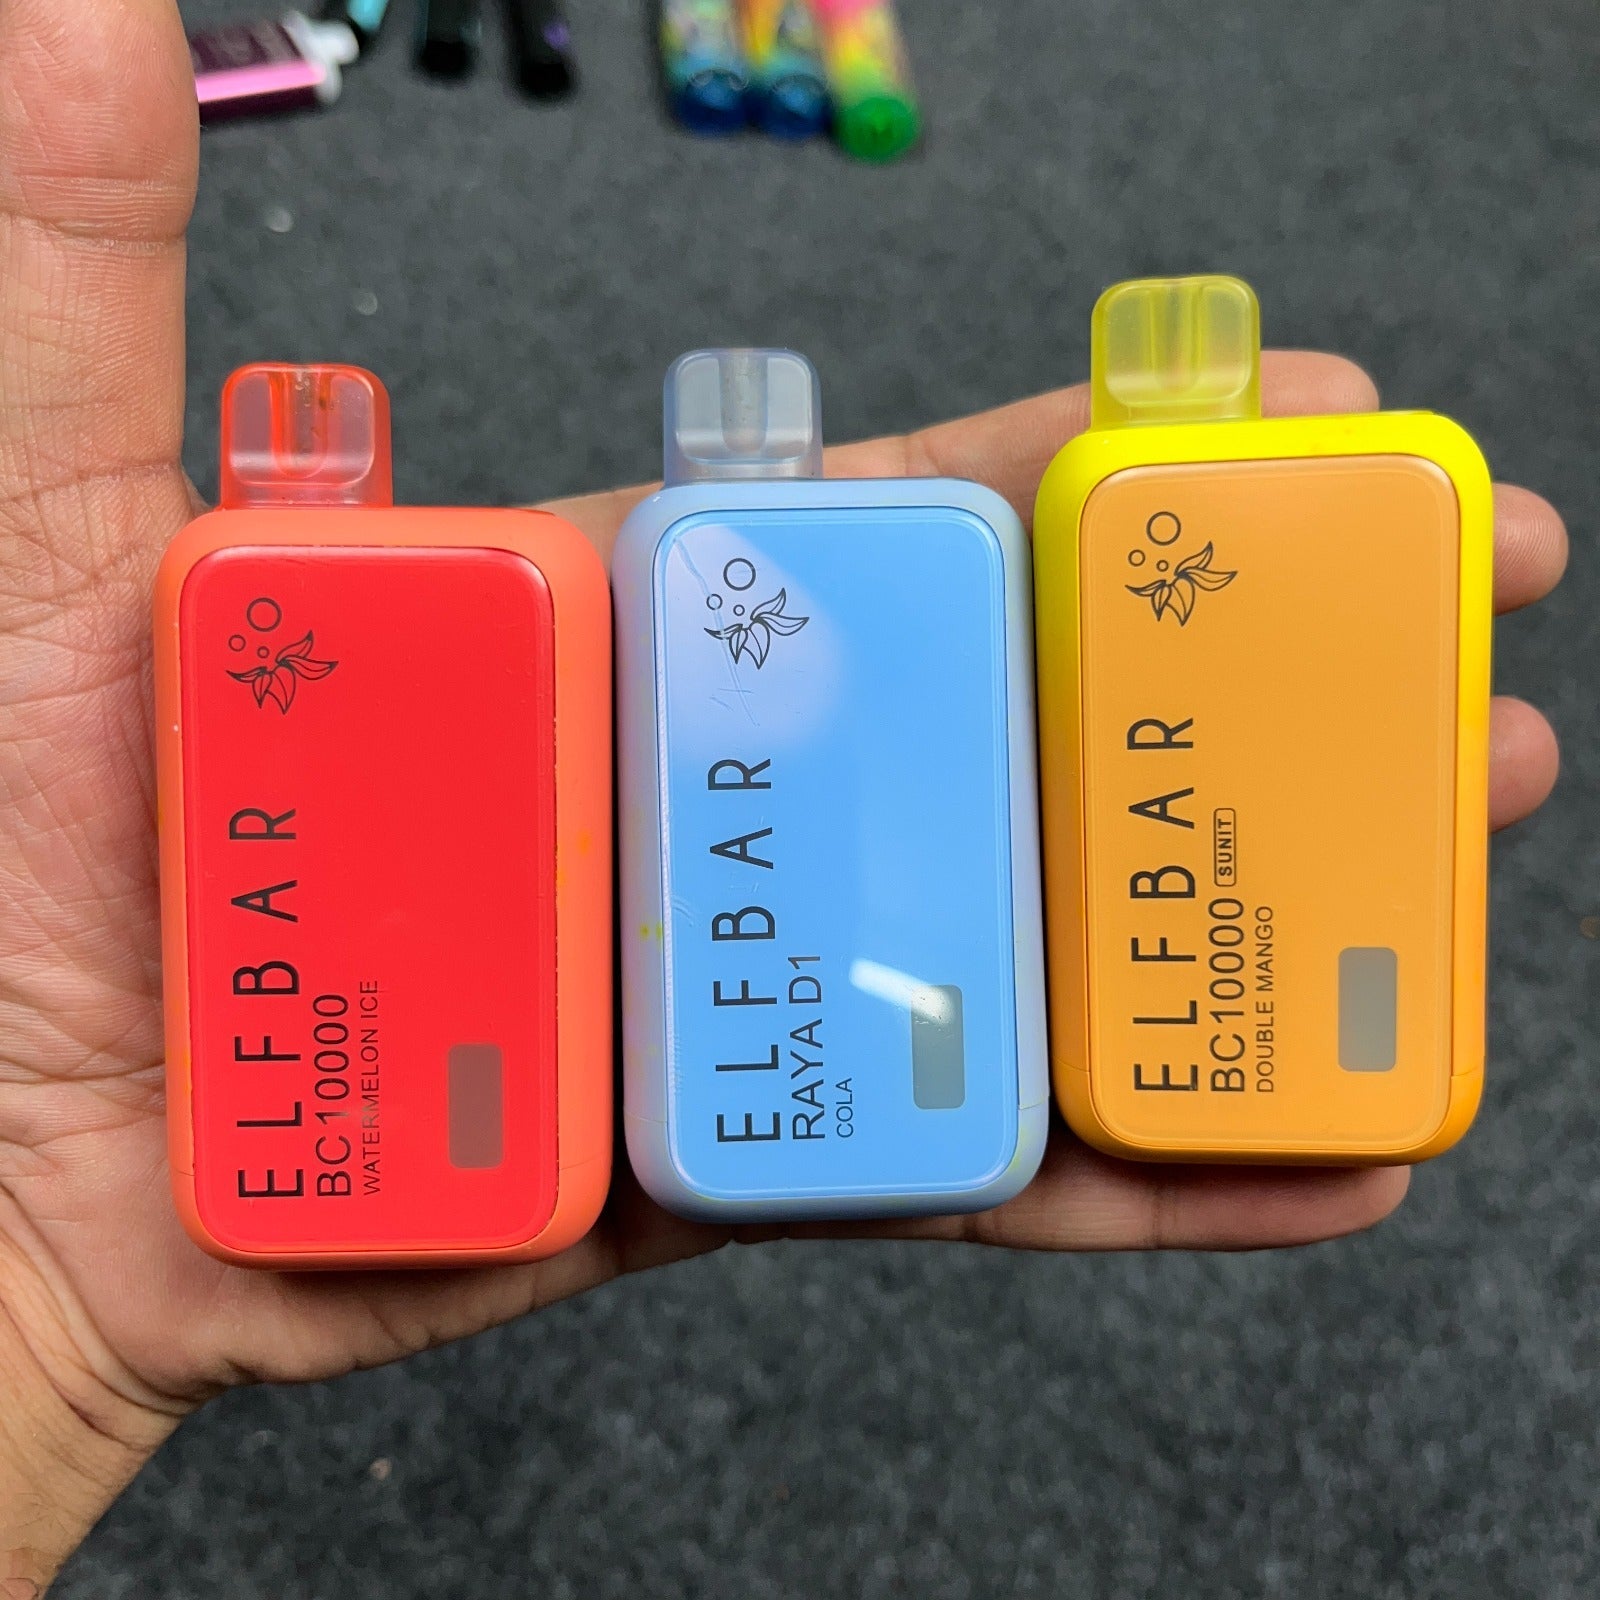 ELFBAR
BC10000
WATERMELON ICE
ELFBAR
RAYA D1
COLA
ELFBAR
BC10000 SUNIT
DOUBLE MANGO